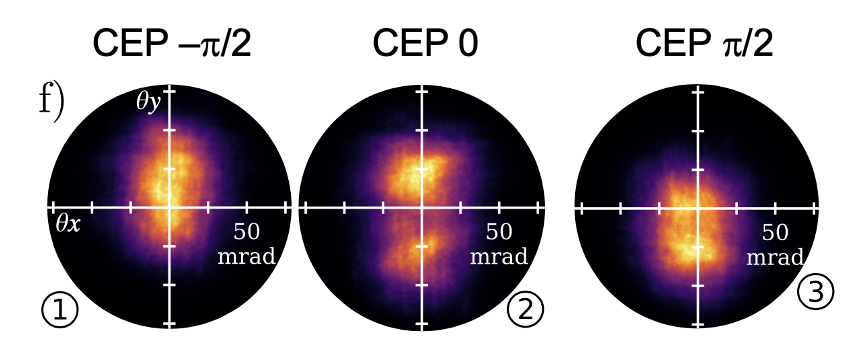 CEP –π/2
CEP 0
CEP π/2
f)
θy
θx
50
mrad
50
mrad
50
mrad
①
②
③